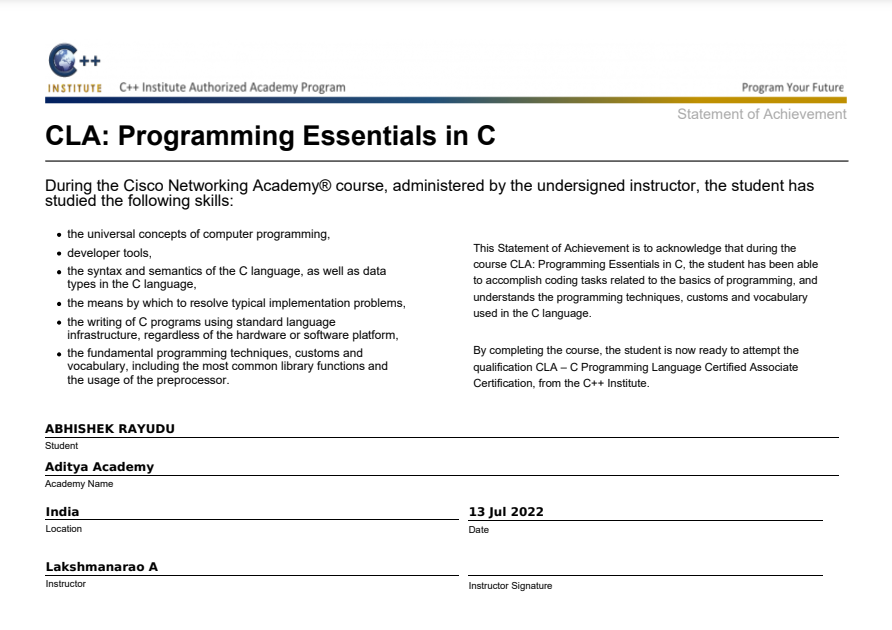 C++
INSTITUTE
C++ Institute Authorized Academy Program
Program Your Future
Statement of Achievement
CLA: Programming Essentials in C
During the Cisco Networking Academy® course, administered by the undersigned instructor, the student has
studied the following skills:
• the universal concepts of computer programming,
• developer tools,
• the syntax and semantics of the C language, as well as data
types in the C language,
• the means by which to resolve typical implementation problems,
• the writing of C programs using standard language
infrastructure, regardless of the hardware or software platform,
• the fundamental programming techniques, customs and
vocabulary, including the most common library functions and
the usage of the preprocessor.
This Statement of Achievement is to acknowledge that during the
course CLA: Programming Essentials in C, the student has been able
to accomplish coding tasks related to the basics of programming, and
understands the programming techniques, customs and vocabulary
used in the C language.
By completing the course, the student is now ready to attempt the
qualification CLA – C Programming Language Certified Associate
Certification, from the C++ Institute.
ABHISHEK RAYUDU
Student
Aditya Academy
Academy Name
India
Location
13 Jul 2022
Date
Lakshmanarao A
Instructor
Instructor Signature